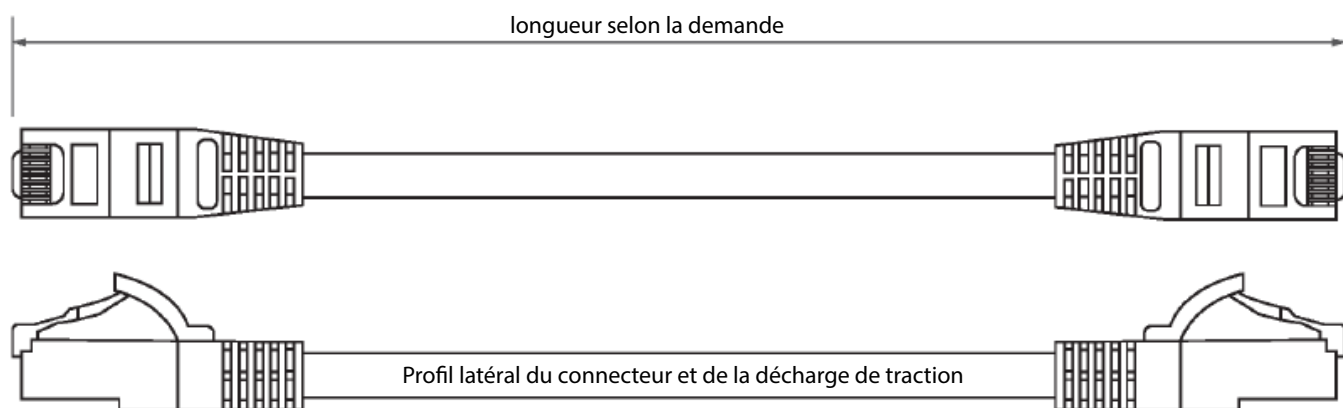 longueur selon la demande
Profil latéral du connecteur et de la décharge de traction